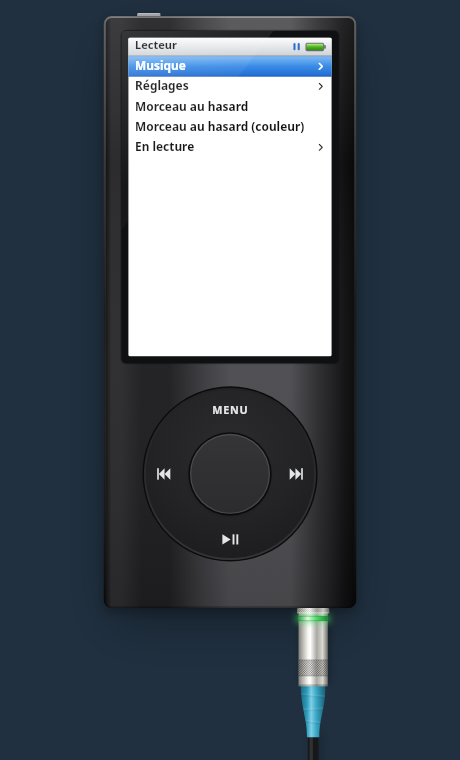 Lecteur
Musique
Réglages
Morceau au hasard
Morceau au hasard (couleur)
En lecture
MENU